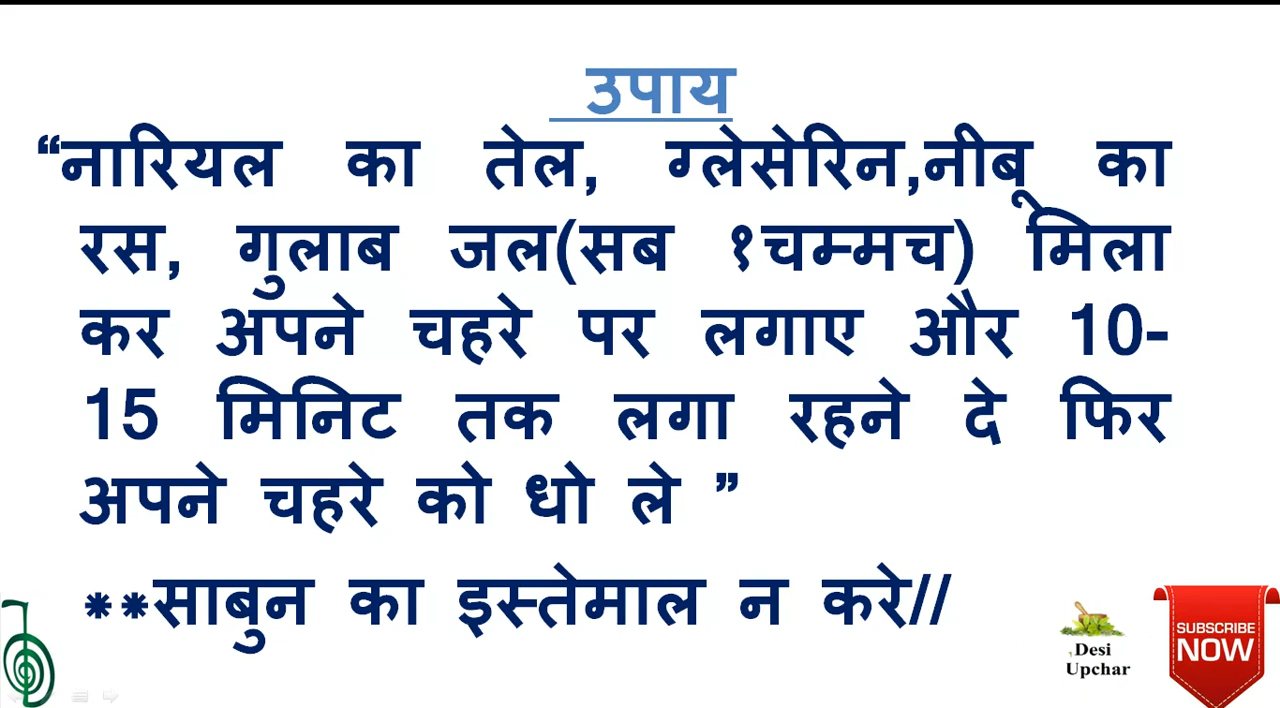 उपाय
“नारियल का तेल, ग्लेसेरिन,नीबू का
रस, गुलाब जल(सब १चम्मच) मिला
कर अपने चहरे पर लगाए और 10-
15 मिनिट तक लगा रहने दे फिर
अपने चहरे को धो ले ”
**साबुन का इस्तेमाल न करे//
Desi
Upchar
SUBSCRIBE
NOW